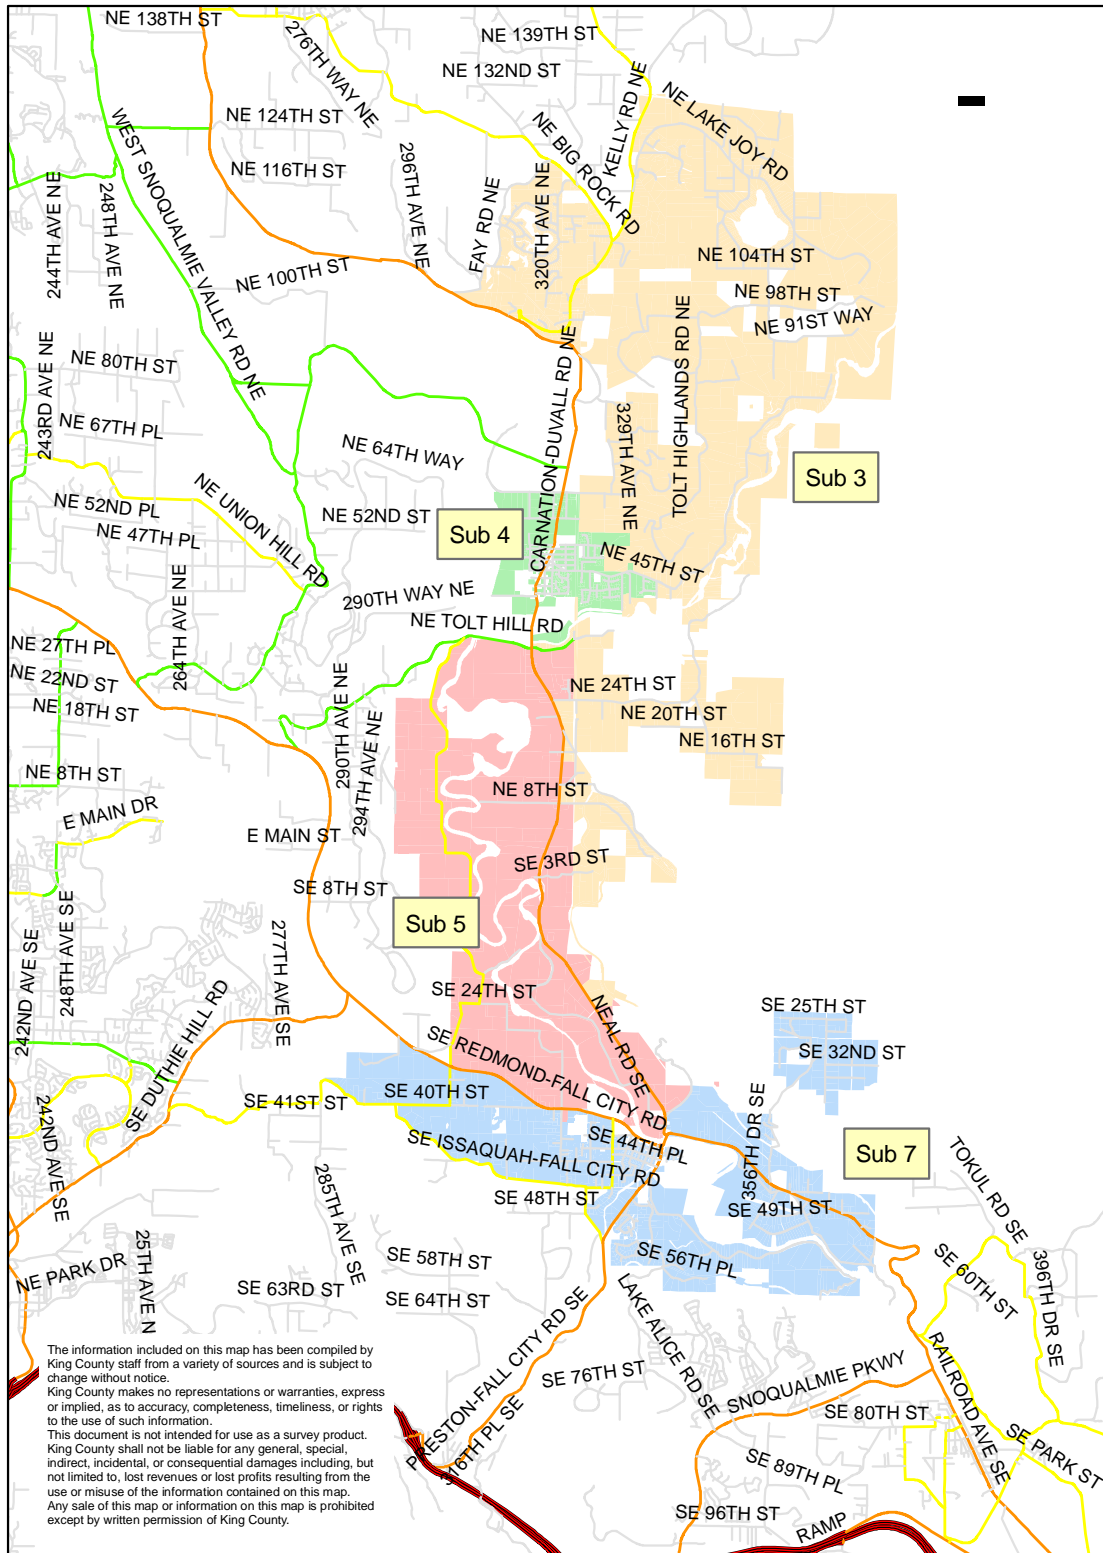 NE 138TH ST
276TH WAY NE
NE 139TH ST
NE 132ND ST
KELLY RD NE
NE LAKE JOY RD
NE 124TH ST
WEST SNOQUALMIE VALLEY RD NE
NE BIG ROCK RD
NE 116TH ST
296TH AVE NE
FAY RD NE
320TH AVE NE
244TH AVE NE
248TH AVE NE
NE 104TH ST
NE 100TH ST
NE 98TH ST
NE 91ST WAY
TOLT HIGHLANDS RD NE
CARNATION-DUVALL RD NE
243RD AVE NE
NE 80TH ST
NE 67TH PL
NE 64TH WAY
329TH AVE NE
Sub 3
NE UNION HILL RD
NE 52ND PL
NE 47TH PL
NE 52ND ST
Sub 4
NE 45TH ST
264TH AVE NE
290TH WAY NE
NE TOLT HILL RD
NE 27TH PL
NE 22ND ST
NE 18TH ST
NE 24TH ST
NE 20TH ST
NE 16TH ST
290TH AVE NE
294TH AVE NE
NE 8TH ST
NE 8TH ST
E MAIN DR
E MAIN ST
SE 3RD ST
SE 8TH ST
Sub 5
242ND AVE SE
248TH AVE SE
277TH AVE SE
SE 24TH ST
NEAL RD SE
SE 25TH ST
SE DUTHIE HILL RD
SE REDMOND-FALL CITY RD
SE 32ND ST
242ND AVE SE
SE 41ST ST
SE 40TH ST
356TH DR SE
SE 44TH PL
SE ISSAQUAH-FALL CITY RD
Sub 7
TOKUL RD SE
285TH AVE SE
SE 48TH ST
SE 49TH ST
25TH AVE N
NE PARK DR
SE 58TH ST
SE 56TH PL
SE 60TH ST
396TH DR SE
SE 63RD ST
SE 64TH ST
LAKE ALICE RD SE
PRESTON-FALL CITY RD SE
RAILROAD AVE SE
SE 76TH ST
SNOQUALMIE PKWY
SE 80TH ST
316TH PL SE
SE PARK ST
SE 89TH PL
SE 96TH ST
RAMP
The information included on this map has been compiled by
King County staff from a variety of sources and is subject to
change without notice.
King County makes no representations or warranties, express
or implied, as to accuracy, completeness, timeliness, or rights
to the use of such information.
This document is not intended for use as a survey product.
King County shall not be liable for any general, special,
indirect, incidental, or consequential damages including, but
not limited to, lost revenues or lost profits resulting from the
use or misuse of the information contained on this map.
Any sale of this map or information on this map is prohibited
except by written permission of King County.